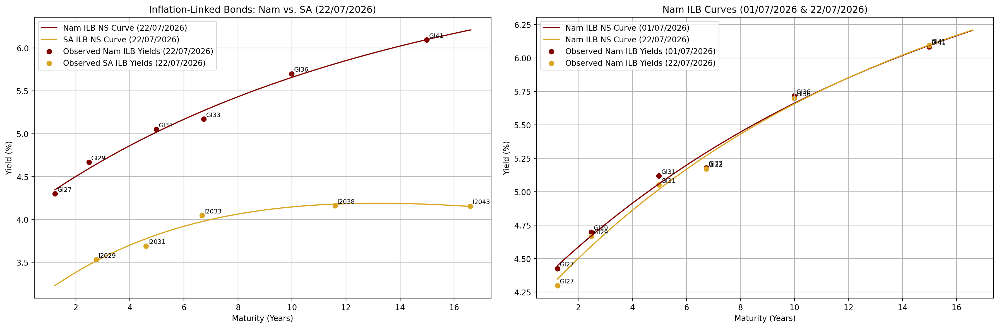 Inflation-Linked Bonds: Nam vs. SA (22/07/2026)
Nam ILB NS Curve (22/07/2026)
SA ILB NS Curve (22/07/2026)
Observed Nam ILB Yields (22/07/2026)
Observed SA ILB Yields (22/07/2026)
Yield (%)
6.0
5.5
5.0
4.5
4.0
3.5
GI27
GI29
GI31
GI33
GI36
GI41
I2029
I2031
I2033
I2038
I2043
2 4 6 8 10 12 14 16
Maturity (Years)
Nam ILB Curves (01/07/2026 & 22/07/2026)
Nam ILB NS Curve (01/07/2026)
Nam ILB NS Curve (22/07/2026)
Observed Nam ILB Yields (01/07/2026)
Observed Nam ILB Yields (22/07/2026)
Yield (%)
6.25
6.00
5.75
5.50
5.25
5.00
4.75
4.50
4.25
GI27
GI27
GI29
GI29
GI31
GI31
GI33
GI33
GI36
GI36
GI41
GI41
2 4 6 8 10 12 14 16
Maturity (Years)